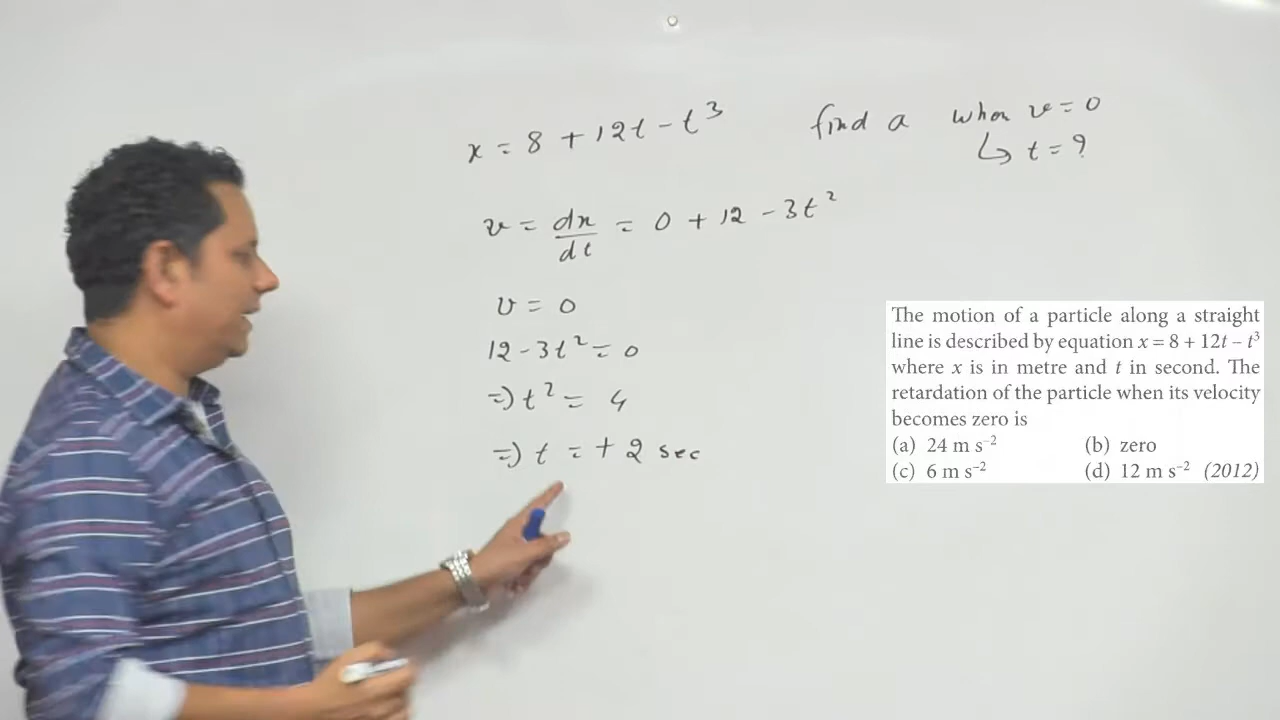 x = 8 + 12t - t³
find a when v = 0
↳ t = ?
v = dx/dt = 0 + 12 - 3t²
v = 0
12 - 3t² = 0
=) t² = 4
=) t = + 2 sec
The motion of a particle along a straight
line is described by equation x = 8 + 12t – t³
where x is in metre and t in second. The
retardation of the particle when its velocity
becomes zero is
(a) 24 m s⁻² (b) zero
(c) 6 m s⁻² (d) 12 m s⁻² (2012)